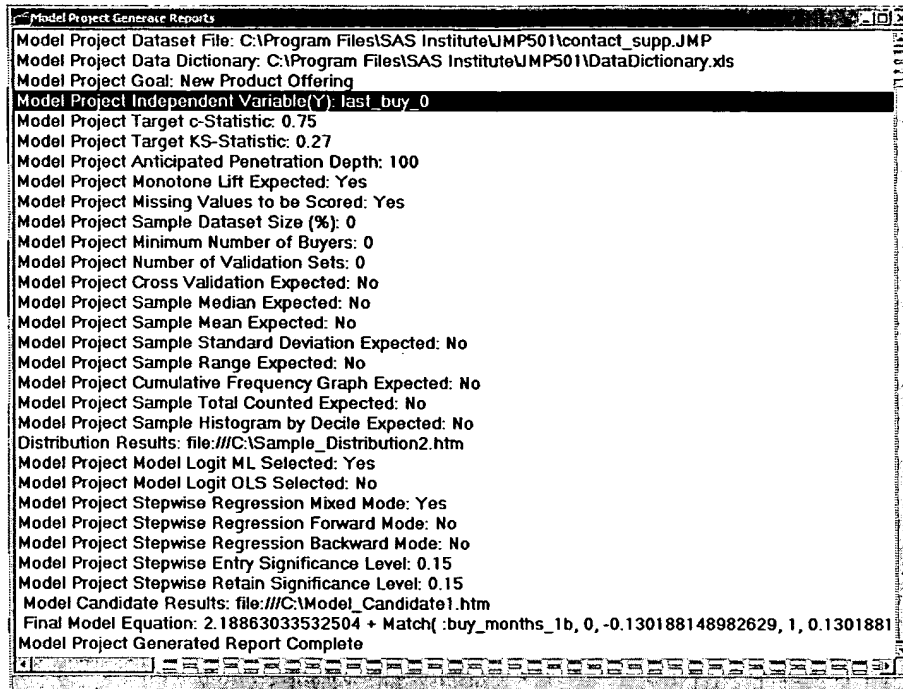 Model Project Generate Reports
Model Project Dataset File: C:\Program Files\SAS Institute\JMP501\contact_supp.JMP
Model Project Data Dictionary: C:\Program Files\SAS Institute\JMP501\DataDictionary.xls
Model Project Goal: New Product Offering
Model Project Independent Variable(Y): last_buy_0
Model Project Target c-Statistic: 0.75
Model Project Target KS-Statistic: 0.27
Model Project Anticipated Penetration Depth: 100
Model Project Monotone Lift Expected: Yes
Model Project Missing Values to be Scored: Yes
Model Project Sample Dataset Size (%): 0
Model Project Minimum Number of Buyers: 0
Model Project Number of Validation Sets: 0
Model Project Cross Validation Expected: No
Model Project Sample Median Expected: No
Model Project Sample Mean Expected: No
Model Project Sample Standard Deviation Expected: No
Model Project Sample Range Expected: No
Model Project Cumulative Frequency Graph Expected: No
Model Project Sample Total Counted Expected: No
Model Project Sample Histogram by Decile Expected: No
Distribution Results: file:///C:\Sample_Distribution2.htm
Model Project Model Logit ML Selected: Yes
Model Project Model Logit OLS Selected: No
Model Project Stepwise Regression Mixed Mode: Yes
Model Project Stepwise Regression Forward Mode: No
Model Project Stepwise Regression Backward Mode: No
Model Project Stepwise Entry Significance Level: 0.15
Model Project Stepwise Retain Significance Level: 0.15
Model Candidate Results: file:///C:\Model_Candidate1.htm
Final Model Equation: 2.18863033532504 + Match( :buy_months_1b, 0, -0.130188148982629, 1, 0.1301881
Model Project Generated Report Complete